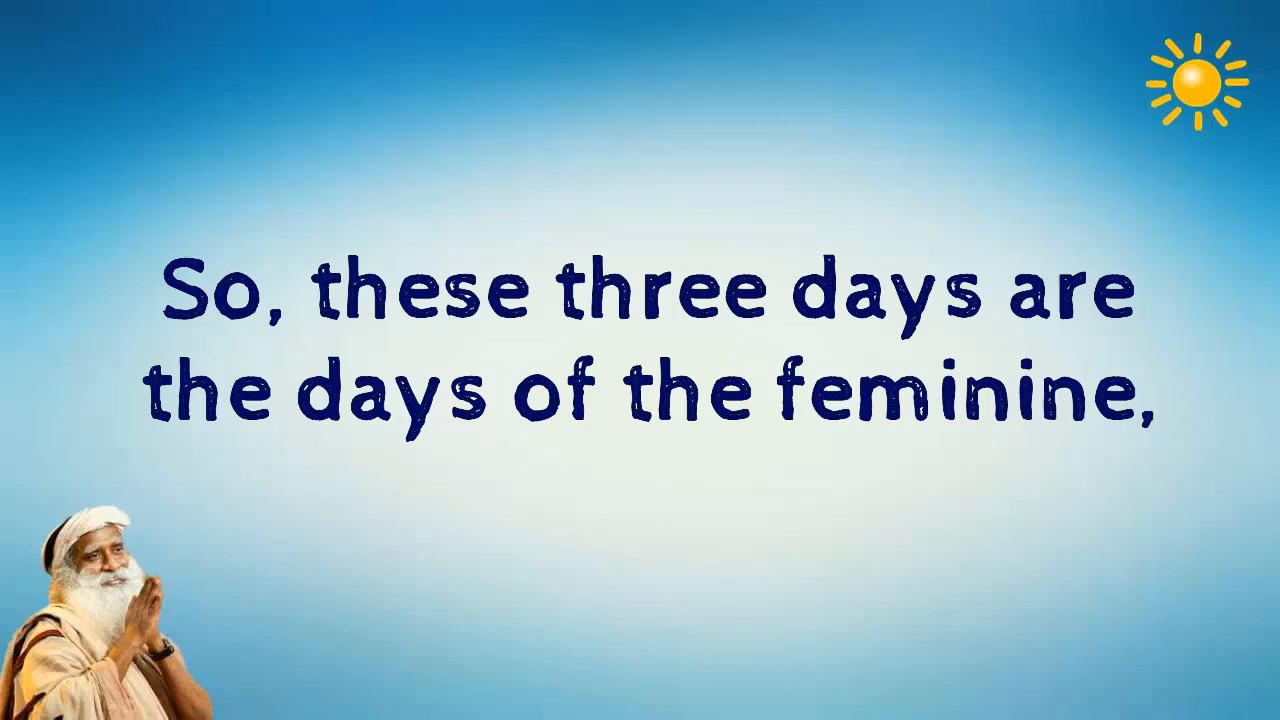 So, these three days are
the days of the feminine,